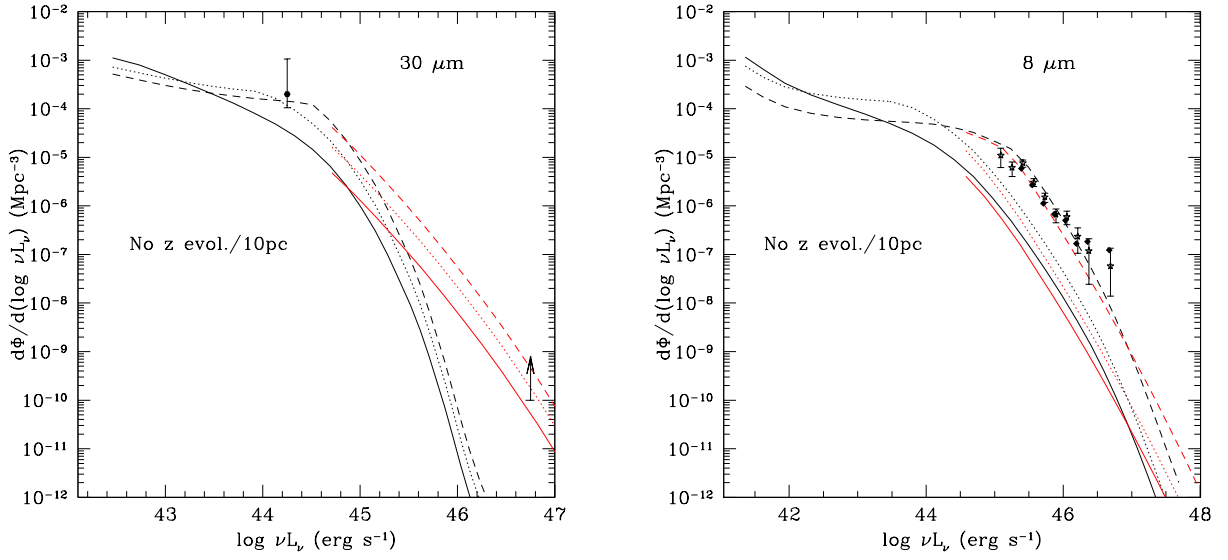 10⁻²
10⁻³
10⁻⁴
10⁻⁵
10⁻⁶
10⁻⁷
10⁻⁸
10⁻⁹
10⁻¹⁰
10⁻¹¹
10⁻¹²
dΦ/d(log νLν) (Mpc⁻³)
30 μm
No z evol./10pc
43 44 45 46 47
log νLν (erg s⁻¹)
10⁻²
10⁻³
10⁻⁴
10⁻⁵
10⁻⁶
10⁻⁷
10⁻⁸
10⁻⁹
10⁻¹⁰
10⁻¹¹
10⁻¹²
dΦ/d(log νLν) (Mpc⁻³)
8 μm
No z evol./10pc
42 44 46 48
log νLν (erg s⁻¹)